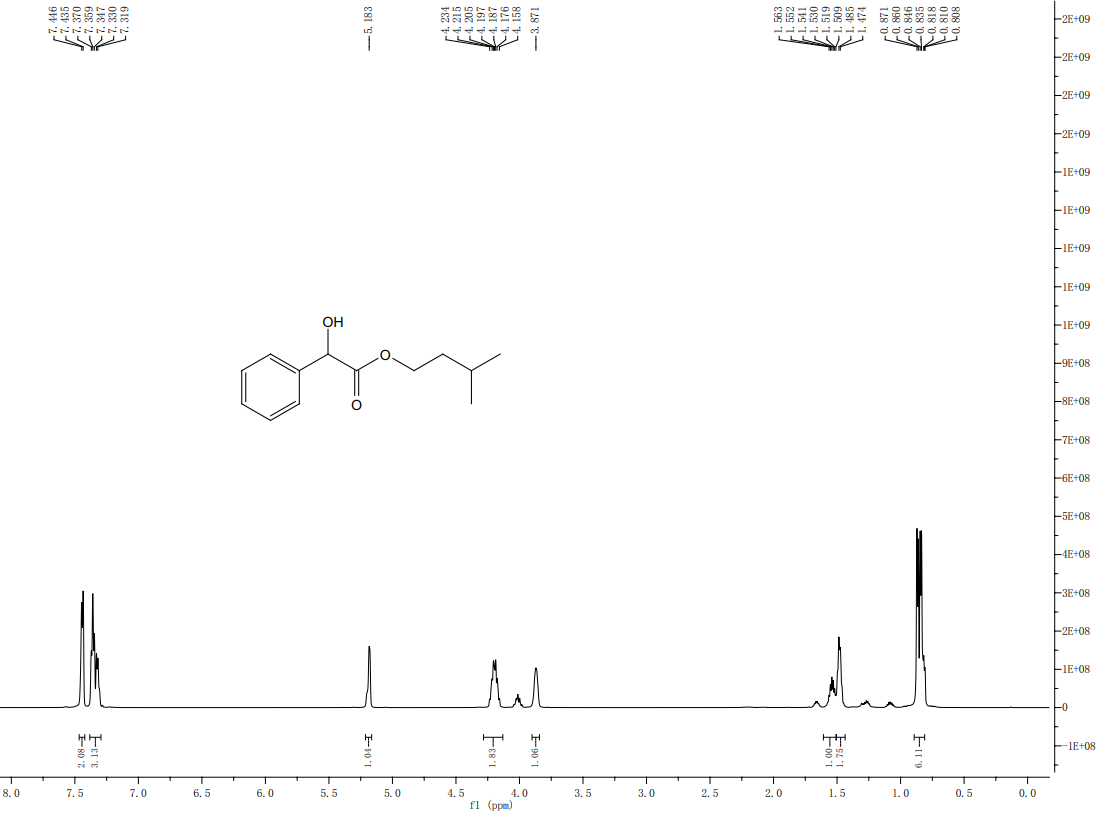 7.446
7.435
7.370
7.359
7.347
7.330
7.319
5.183
4.234
4.215
4.205
4.197
4.187
4.176
4.158
3.871
1.563
1.552
1.541
1.530
1.519
1.509
1.485
1.474
0.871
0.860
0.846
0.835
0.818
0.810
0.808
2E+09
2E+09
2E+09
2E+09
1E+09
1E+09
1E+09
1E+09
1E+09
9E+08
8E+08
7E+08
6E+08
5E+08
4E+08
3E+08
2E+08
1E+08
0
-1E+08
OH
O
O
2.08
3.13
1.04
1.83
1.06
1.00
1.75
6.11
8.0 7.5 7.0 6.5 6.0 5.5 5.0 4.5 4.0 3.5 3.0 2.5 2.0 1.5 1.0 0.5 0.0
f1 (ppm)